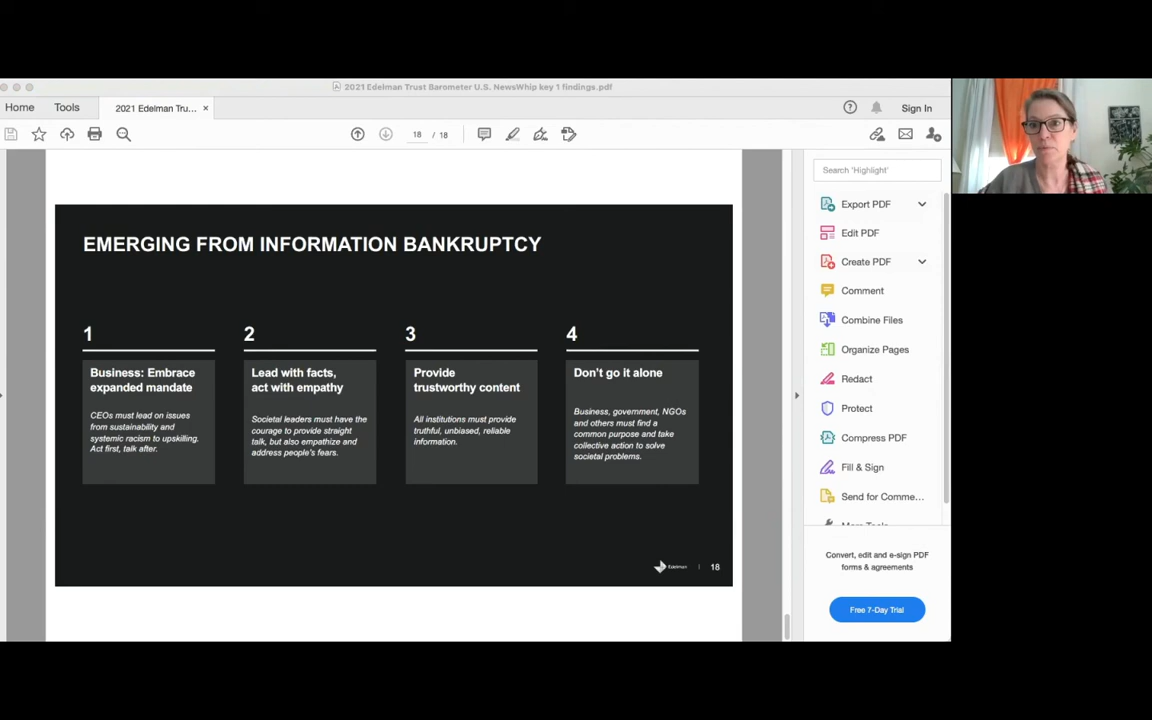 2021 Edelman Trust Barometer U.S. NewsWhip key 1 findings.pdf
Home Tools 2021 Edelman Tru... × Sign In
18 / 18
Search 'Highlight'
Export PDF
Edit PDF
Create PDF
Comment
Combine Files
Organize Pages
Redact
Protect
Compress PDF
Fill & Sign
Send for Comme...
More Tools
Convert, edit and e-sign PDF
forms & agreements
Free 7-Day Trial
EMERGING FROM INFORMATION BANKRUPTCY
1
Business: Embrace
expanded mandate
CEOs must lead on issues
from sustainability and
systemic racism to upskilling.
Act first, talk after.
2
Lead with facts,
act with empathy
Societal leaders must have the
courage to provide straight
talk, but also empathize and
address people's fears.
3
Provide
trustworthy content
All institutions must provide
truthful, unbiased, reliable
information.
4
Don't go it alone
Business, government, NGOs
and others must find a
common purpose and take
collective action to solve
societal problems.
Edelman | 18